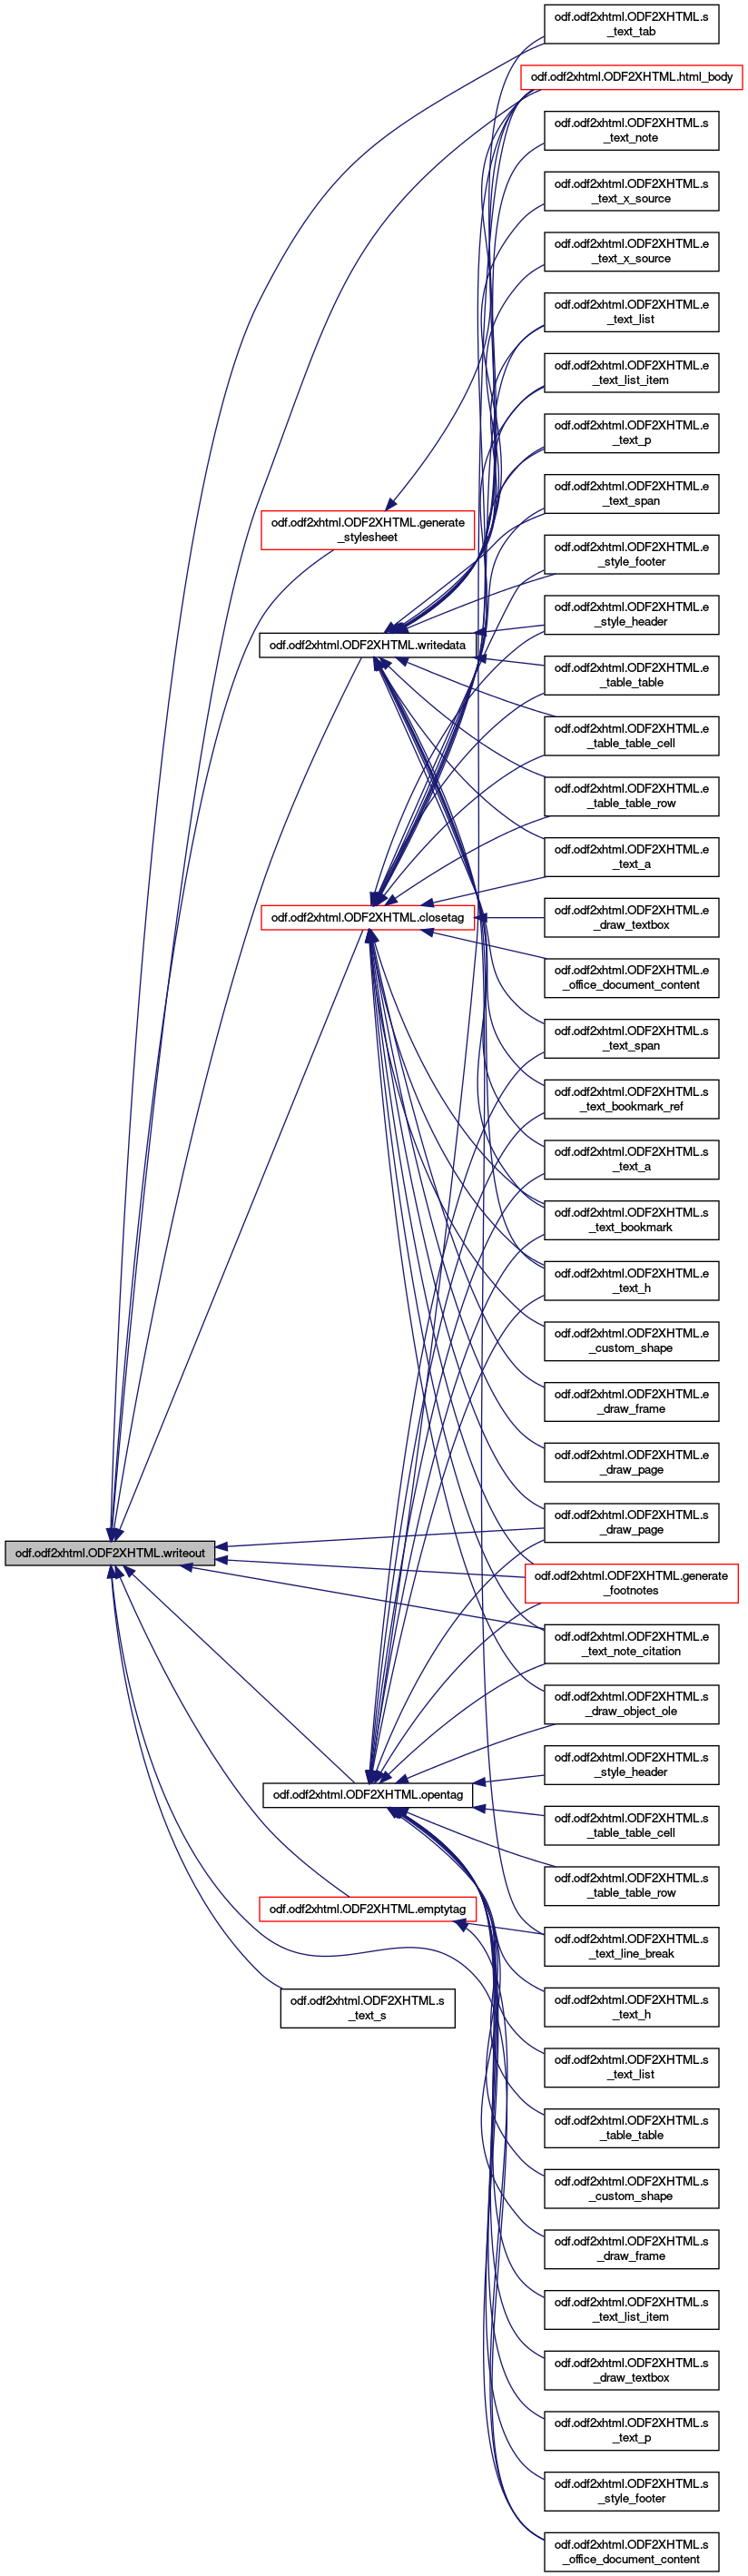 odf.odf2xhtml.ODF2XHTML.s
_text_tab
odf.odf2xhtml.ODF2XHTML.html_body
odf.odf2xhtml.ODF2XHTML.s
_text_note
odf.odf2xhtml.ODF2XHTML.s
_text_x_source
odf.odf2xhtml.ODF2XHTML.e
_text_x_source
odf.odf2xhtml.ODF2XHTML.e
_text_list
odf.odf2xhtml.ODF2XHTML.e
_text_list_item
odf.odf2xhtml.ODF2XHTML.e
_text_p
odf.odf2xhtml.ODF2XHTML.e
_text_span
odf.odf2xhtml.ODF2XHTML.generate
_stylesheet
odf.odf2xhtml.ODF2XHTML.e
_style_footer
odf.odf2xhtml.ODF2XHTML.e
_style_header
odf.odf2xhtml.ODF2XHTML.writedata
odf.odf2xhtml.ODF2XHTML.e
_table_table
odf.odf2xhtml.ODF2XHTML.e
_table_table_cell
odf.odf2xhtml.ODF2XHTML.e
_table_table_row
odf.odf2xhtml.ODF2XHTML.e
_text_a
odf.odf2xhtml.ODF2XHTML.closetag
odf.odf2xhtml.ODF2XHTML.e
_draw_textbox
odf.odf2xhtml.ODF2XHTML.e
_office_document_content
odf.odf2xhtml.ODF2XHTML.s
_text_span
odf.odf2xhtml.ODF2XHTML.s
_text_bookmark_ref
odf.odf2xhtml.ODF2XHTML.s
_text_a
odf.odf2xhtml.ODF2XHTML.s
_text_bookmark
odf.odf2xhtml.ODF2XHTML.e
_text_h
odf.odf2xhtml.ODF2XHTML.e
_custom_shape
odf.odf2xhtml.ODF2XHTML.e
_draw_frame
odf.odf2xhtml.ODF2XHTML.e
_draw_page
odf.odf2xhtml.ODF2XHTML.s
_draw_page
odf.odf2xhtml.ODF2XHTML.writeout
odf.odf2xhtml.ODF2XHTML.generate
_footnotes
odf.odf2xhtml.ODF2XHTML.e
_text_note_citation
odf.odf2xhtml.ODF2XHTML.s
_draw_object_ole
odf.odf2xhtml.ODF2XHTML.s
_style_header
odf.odf2xhtml.ODF2XHTML.opentag
odf.odf2xhtml.ODF2XHTML.s
_table_table_cell
odf.odf2xhtml.ODF2XHTML.s
_table_table_row
odf.odf2xhtml.ODF2XHTML.emptytag
odf.odf2xhtml.ODF2XHTML.s
_text_line_break
odf.odf2xhtml.ODF2XHTML.s
_text_s
odf.odf2xhtml.ODF2XHTML.s
_text_h
odf.odf2xhtml.ODF2XHTML.s
_text_list
odf.odf2xhtml.ODF2XHTML.s
_table_table
odf.odf2xhtml.ODF2XHTML.s
_custom_shape
odf.odf2xhtml.ODF2XHTML.s
_draw_frame
odf.odf2xhtml.ODF2XHTML.s
_text_list_item
odf.odf2xhtml.ODF2XHTML.s
_draw_textbox
odf.odf2xhtml.ODF2XHTML.s
_text_p
odf.odf2xhtml.ODF2XHTML.s
_style_footer
odf.odf2xhtml.ODF2XHTML.s
_office_document_content